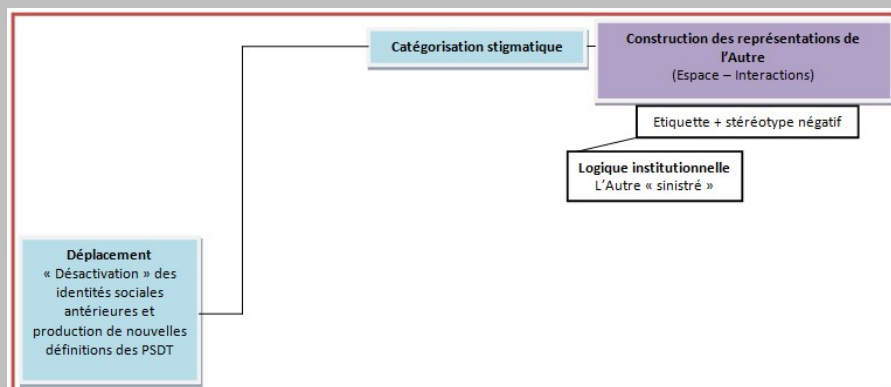 Catégorisation stigmatique
Construction des représentations de
l'Autre
(Espace – Interactions)
Etiquette + stéréotype négatif
Logique institutionnelle
L'Autre « sinistré »
Déplacement
« Désactivation » des
identités sociales
antérieures et
production de nouvelles
définitions des PSDT